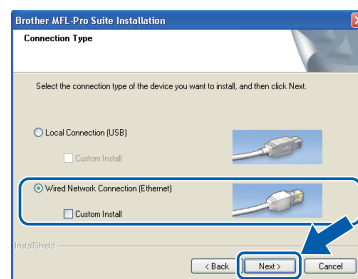 Brother MFL-Pro Suite Installation
Connection Type
Select the connection type of the device you want to install, and then click Next.
Local Connection (USB)
Custom Install
Wired Network Connection (Ethernet)
Custom Install
InstallShield
< Back
Next >
Cancel